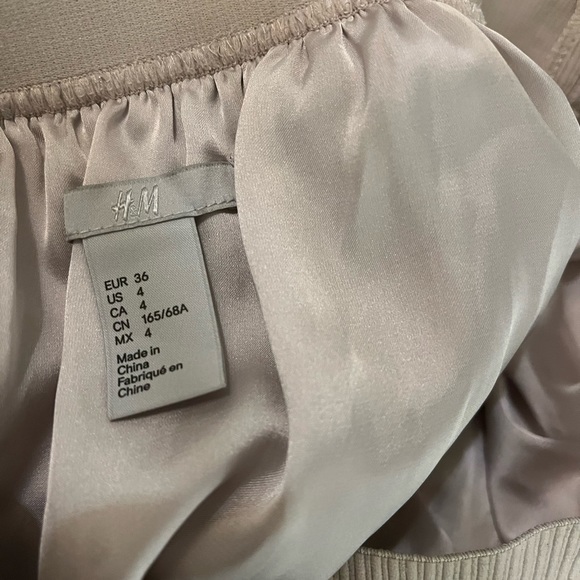 H&M
EUR 36
US 4
CA 4
CN 165/68A
MX 4
Made in
China
Fabriqué en
Chine